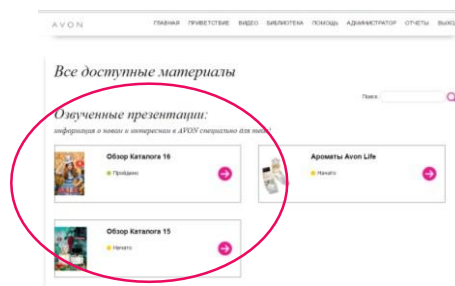 AVON
ГЛАВНАЯ ПРИВЕТСТВИЕ ВИДЕО БИБЛИОТЕКА ПОМОЩЬ АДМИНИСТРАТОР ОТЧЕТЫ ВЫХОД
Все доступные материалы
Поиск
Озвученные презентации:
информация о новом и интересном в AVON специально для тебя!
Обзор Каталога 16
Пройдено
Ароматы Avon Life
Начато
Обзор Каталога 15
Начато